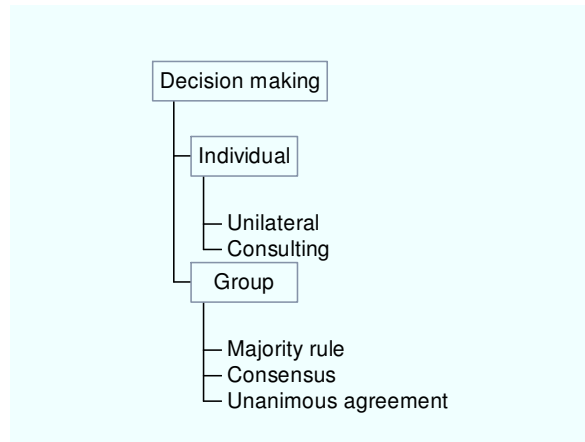 Decision making
Individual
Unilateral
Consulting
Group
Majority rule
Consensus
Unanimous agreement